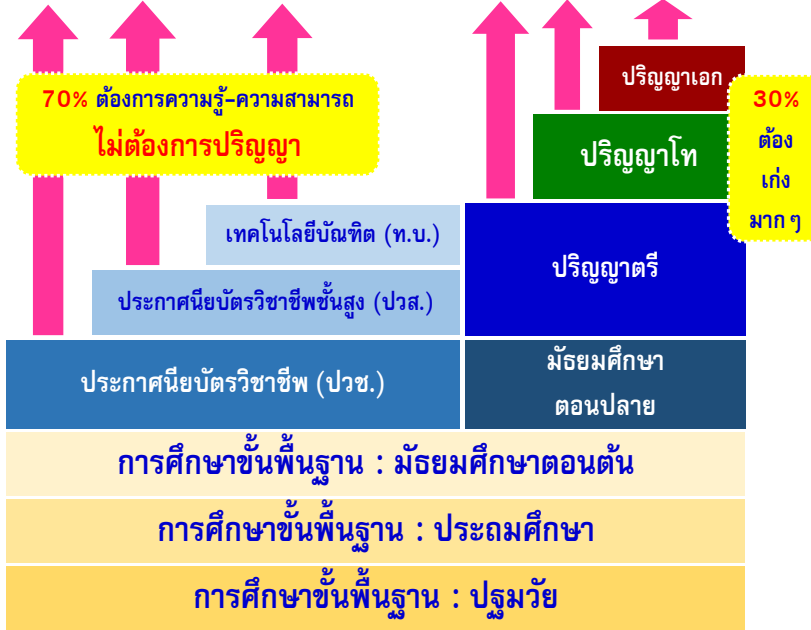 ปริญญาเอก
70% ต้องการความรู้-ความสามารถ
ไม่ต้องการปริญญา
30%
ต้อง
เก่ง
มาก ๆ
ปริญญาโท
เทคโนโลยีบัณฑิต (ท.บ.)
ปริญญาตรี
ประกาศนียบัตรวิชาชีพชั้นสูง (ปวส.)
ประกาศนียบัตรวิชาชีพ (ปวช.)
มัธยมศึกษา
ตอนปลาย
การศึกษาขั้นพื้นฐาน : มัธยมศึกษาตอนต้น
การศึกษาขั้นพื้นฐาน : ประถมศึกษา
การศึกษาขั้นพื้นฐาน : ปฐมวัย